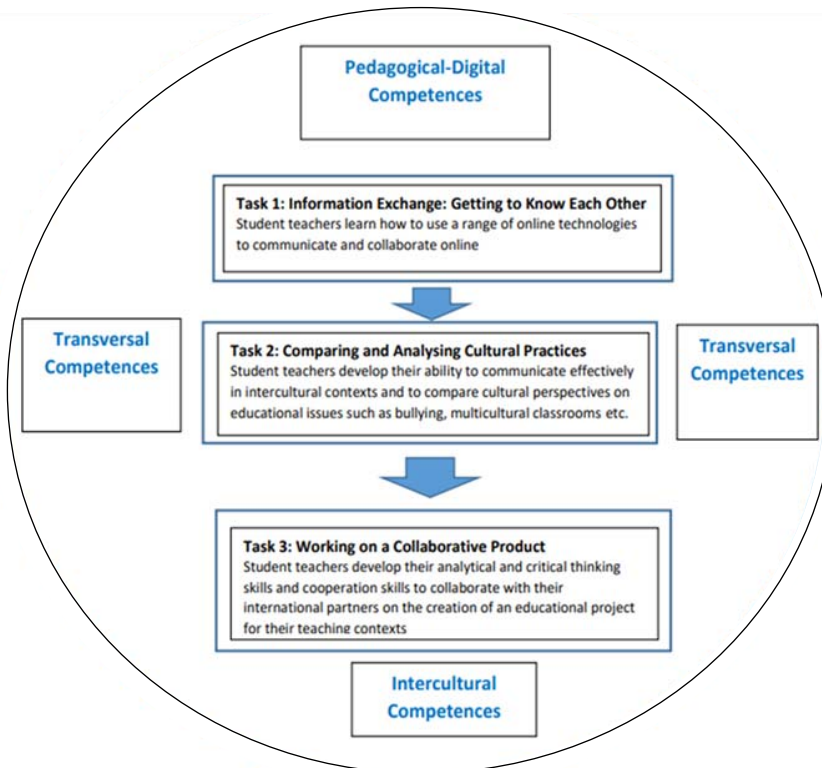 Pedagogical-Digital
Competences
Task 1: Information Exchange: Getting to Know Each Other
Student teachers learn how to use a range of online technologies
to communicate and collaborate online
Transversal
Competences
Task 2: Comparing and Analysing Cultural Practices
Student teachers develop their ability to communicate effectively
in intercultural contexts and to compare cultural perspectives on
educational issues such as bullying, multicultural classrooms etc.
Transversal
Competences
Task 3: Working on a Collaborative Product
Student teachers develop their analytical and critical thinking
skills and cooperation skills to collaborate with their
international partners on the creation of an educational project
for their teaching contexts
Intercultural
Competences